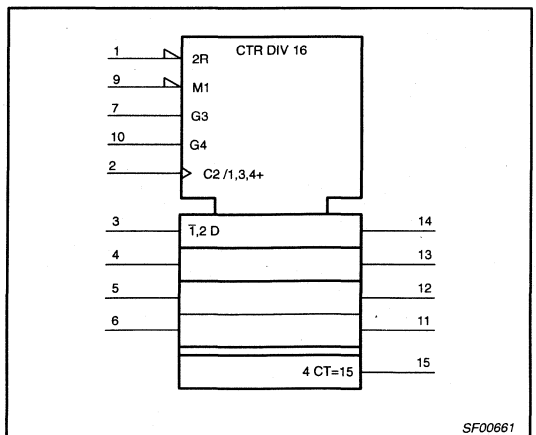 CTR DIV 16
1 2R
9 M1
7 G3
10 G4
2 C2 /1,3,4+
3 1̅,2 D 14
4 13
5 12
6 11
4 CT=15 15
SF00661